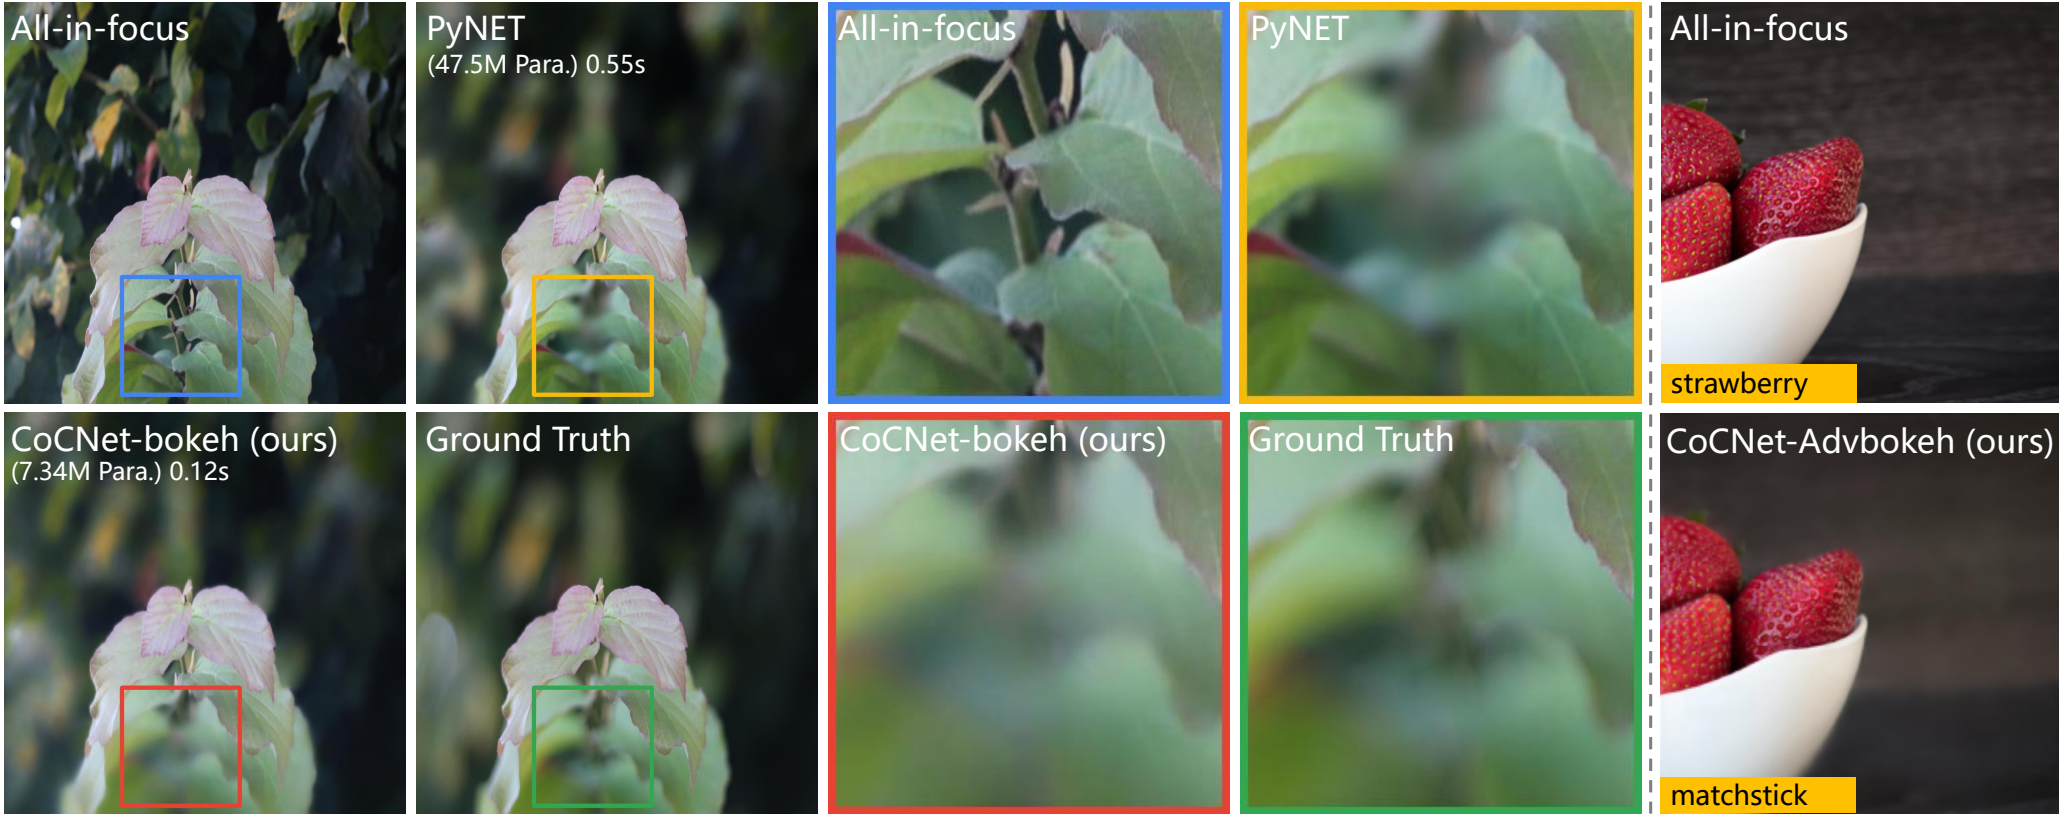 All-in-focus
PyNET
(47.5M Para.) 0.55s
All-in-focus
PyNET
All-in-focus
strawberry
CoCNet-bokeh (ours)
(7.34M Para.) 0.12s
Ground Truth
CoCNet-bokeh (ours)
Ground Truth
CoCNet-Advbokeh (ours)
matchstick